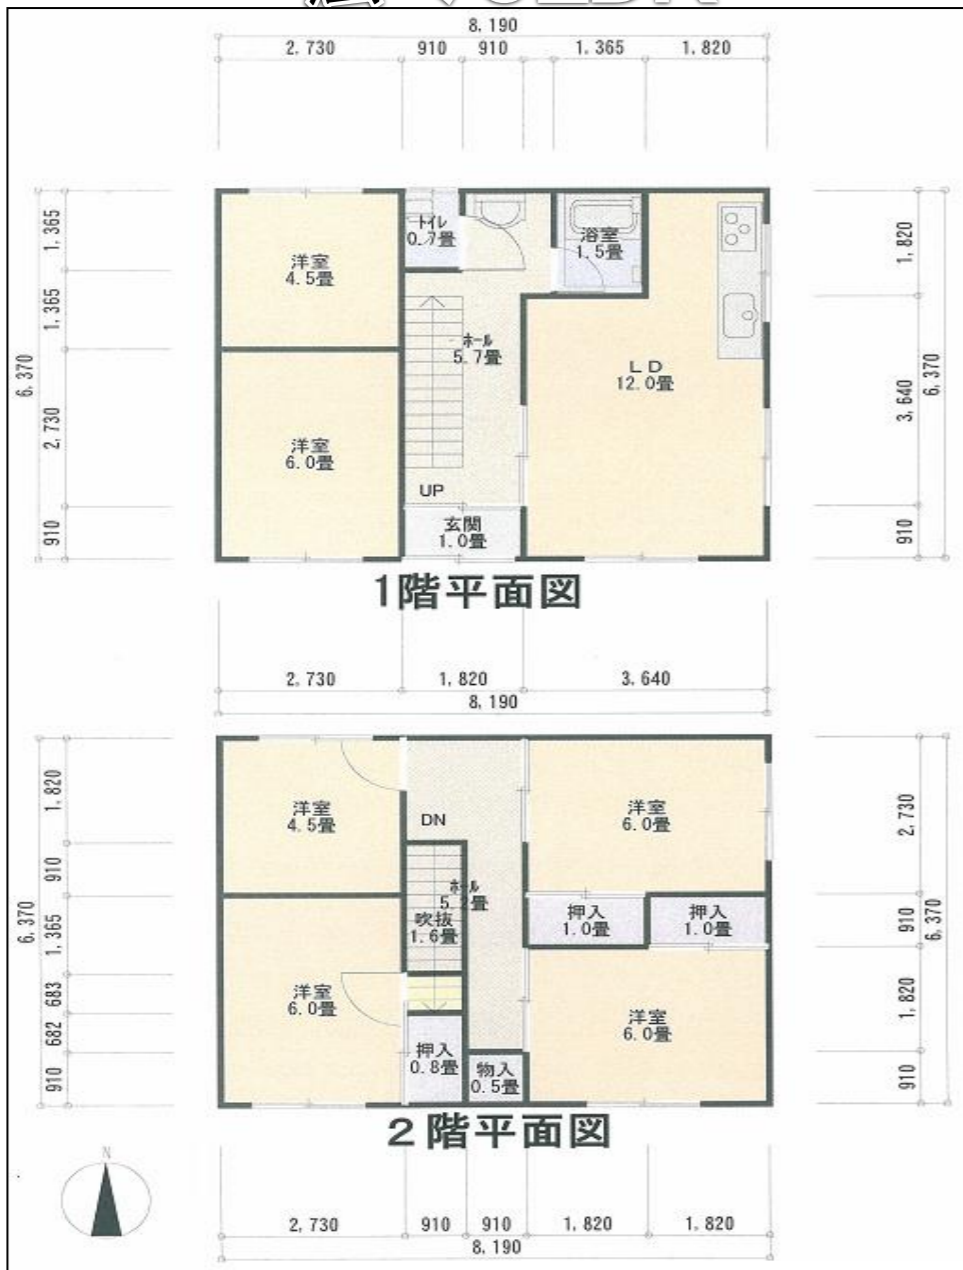 8,190
2,730 910 910 1,365 1,820
1,365
1,365
2,730
910
6,370
洋室
4.5畳
トイレ
0.7畳
浴室
1.5畳
ホール
5.7畳
LD
12.0畳
洋室
6.0畳
UP
玄関
1.0畳
1,820
3,640
910
6,370
1階平面図
2,730 1,820 3,640
8,190
1,820
910
1,365
683
682
910
6,370
洋室
4.5畳
DN
洋室
6.0畳
ホール
5.2畳
吹抜
1.6畳
押入
1.0畳
押入
1.0畳
洋室
6.0畳
洋室
6.0畳
押入
0.8畳
物入
0.5畳
2,730
910
1,820
910
6,370
2階平面図
N
2,730 910 910 1,820 1,820
8,190